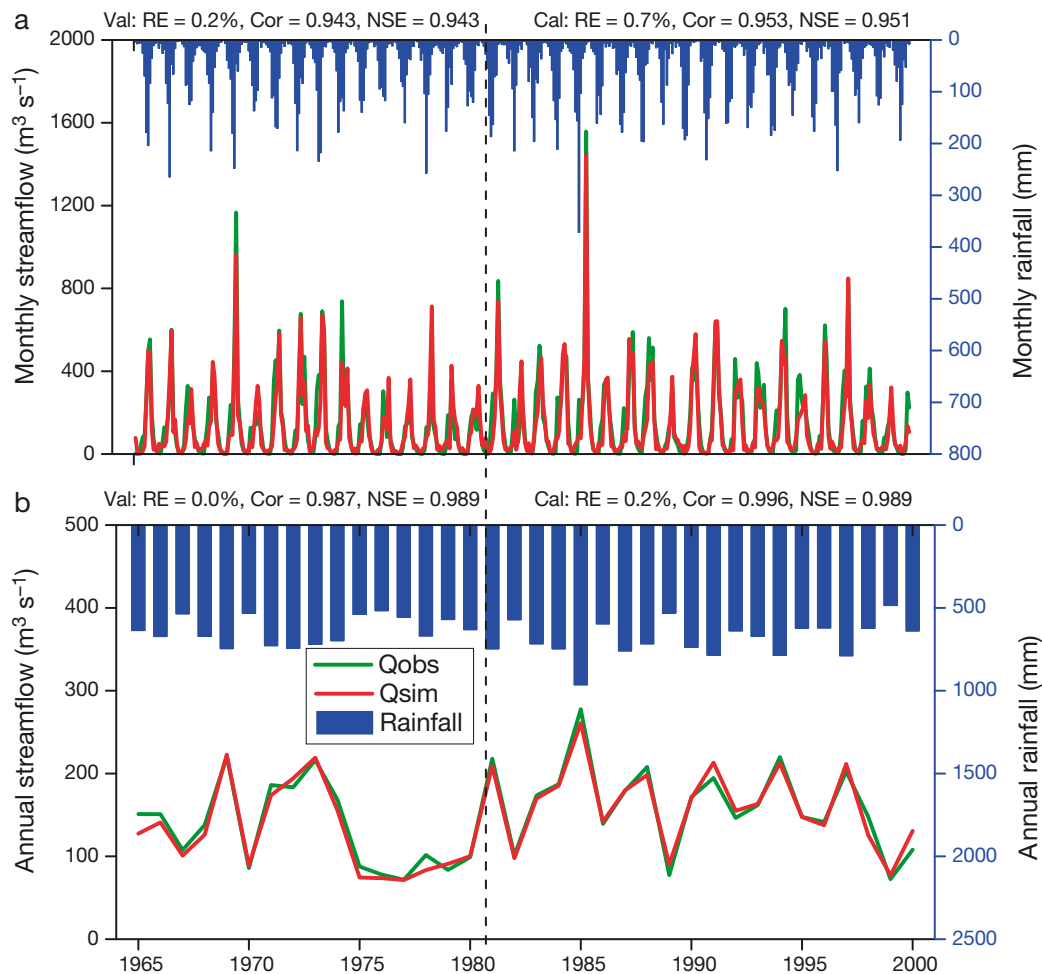 a
Val: RE = 0.2%, Cor = 0.943, NSE = 0.943
Cal: RE = 0.7%, Cor = 0.953, NSE = 0.951
2000
1600
1200
800
400
0
Monthly streamflow (m³ s⁻¹)
0
100
200
300
400
500
600
700
800
Monthly rainfall (mm)
b
Val: RE = 0.0%, Cor = 0.987, NSE = 0.989
Cal: RE = 0.2%, Cor = 0.996, NSE = 0.989
500
400
300
200
100
0
Annual streamflow (m³ s⁻¹)
Qobs
Qsim
Rainfall
0
500
1000
1500
2000
2500
Annual rainfall (mm)
1965
1970
1975
1980
1985
1990
1995
2000